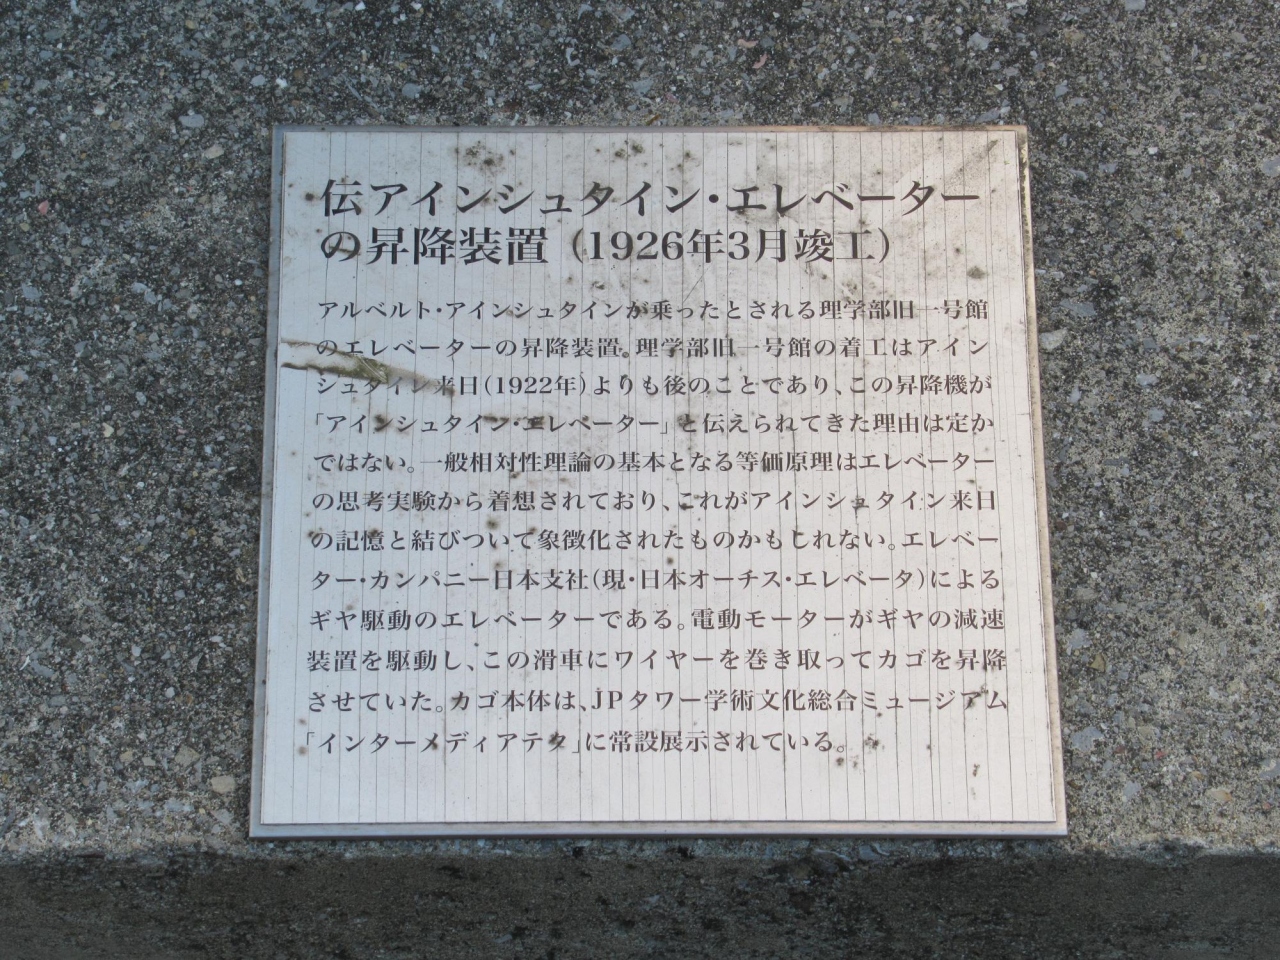 伝アインシュタイン・エレベーター
の昇降装置（1926年3月竣工）
アルベルト・アインシュタインが乗ったとされる理学部旧一号館
のエレベーターの昇降装置。理学部旧一号館の着工はアイン
シュタイン来日（1922年）よりも後のことであり、この昇降機が
「アインシュタイン・エレベーター」と伝えられてきた理由は定か
ではない。一般相対性理論の基本となる等価原理はエレベーター
の思考実験から着想されており、これがアインシュタイン来日
の記憶と結びついて象徴化されたものかもしれない。エレベー
ター・カンパニー日本支社（現・日本オーチス・エレベータ）による
ギヤ駆動のエレベーターである。電動モーターがギヤの減速
装置を駆動し、この滑車にワイヤーを巻き取ってカゴを昇降
させていた。カゴ本体は、JPタワー学術文化総合ミュージアム
「インターメディアテク」に常設展示されている。